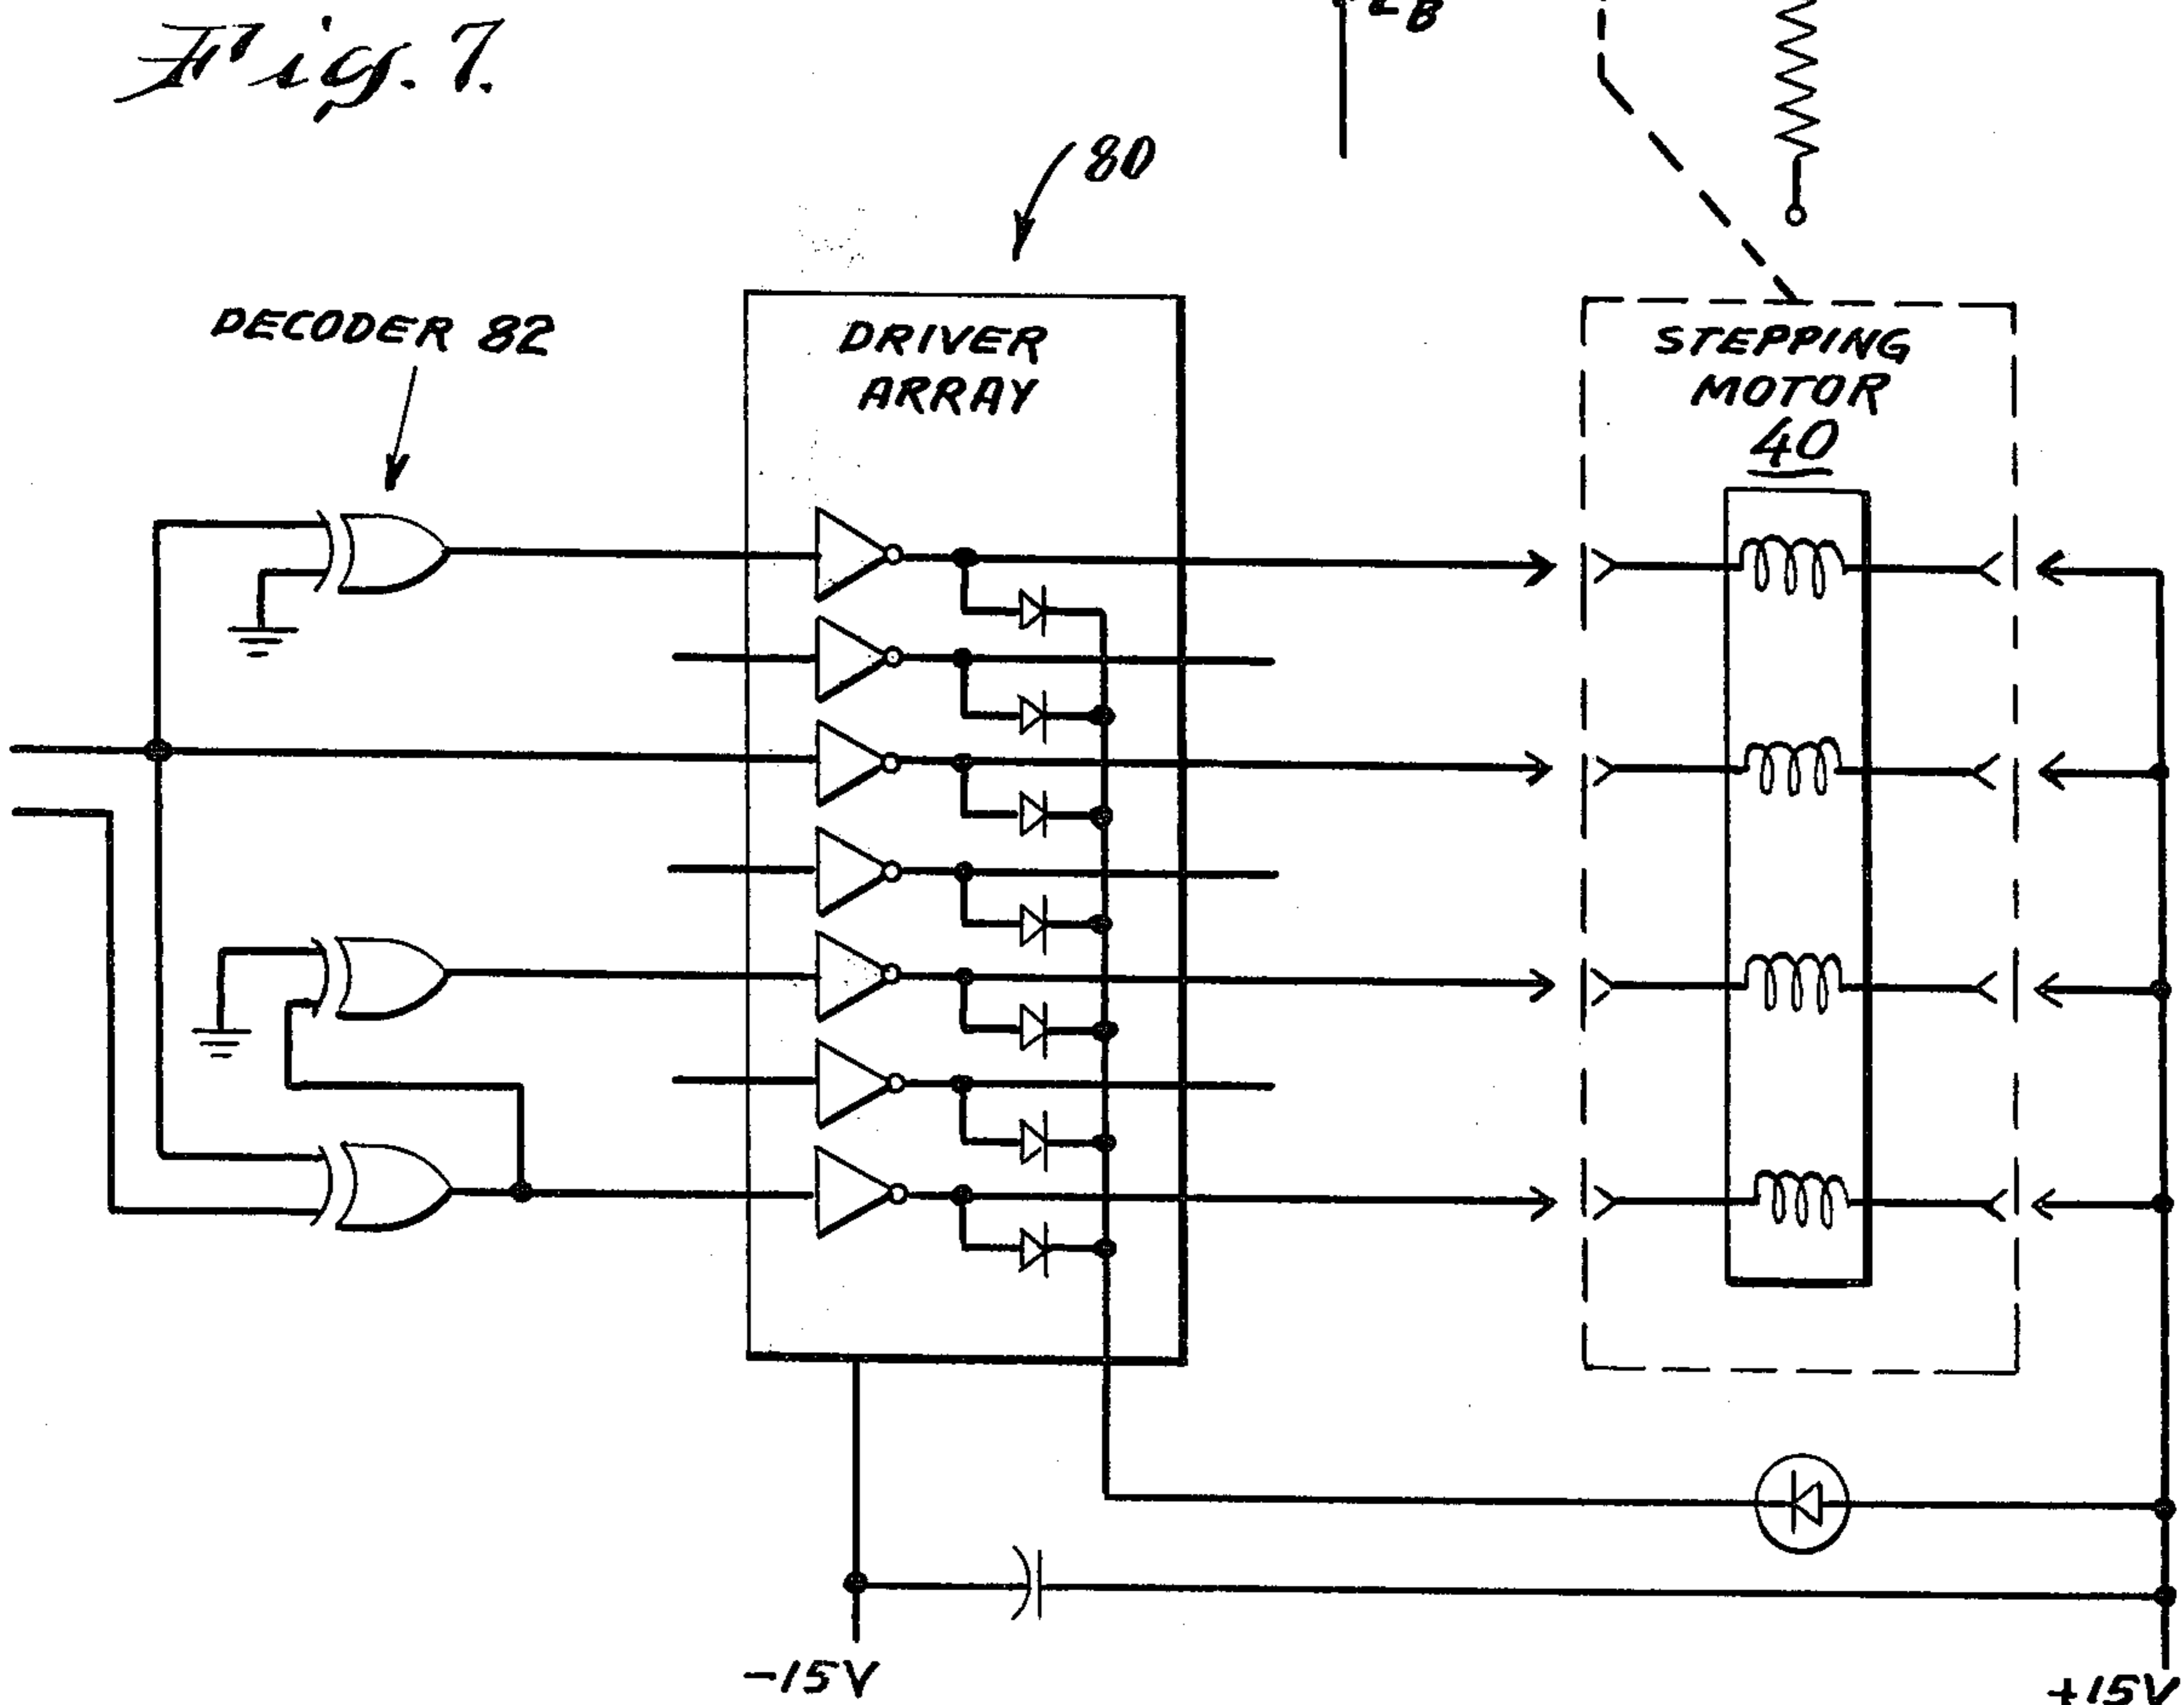 Fig. 7.
80
DECODER 82
DRIVER
ARRAY
STEPPING
MOTOR
40
-15V
+15V